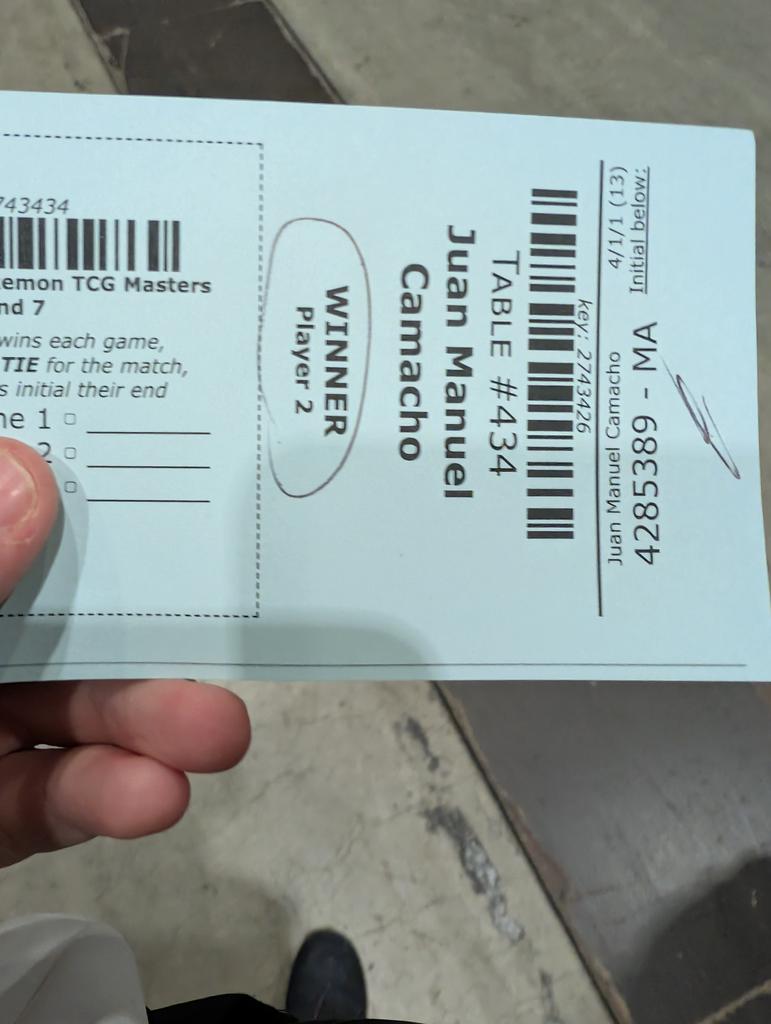 743434
TCG Masters
nd 7
wins each game,
TIE for the match,
s initial their end
1
2
WINNER
Player 2
Juan Manuel
Camacho
TABLE #434
key: 2743426
Juan Manuel Camacho 4/1/1 (13)
4285389 - MA Initial below: